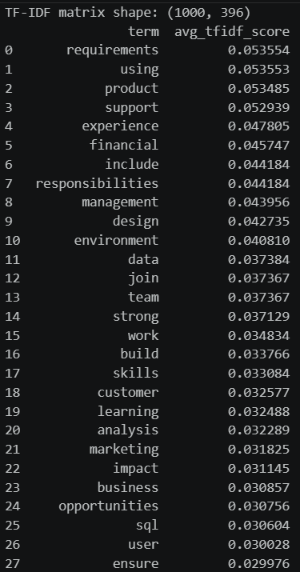 TF-IDF matrix shape: (1000, 396)
term avg_tfidf_score
0 requirements 0.053554
1 using 0.053553
2 product 0.053485
3 support 0.052939
4 experience 0.047805
5 financial 0.045747
6 include 0.044184
7 responsibilities 0.044184
8 management 0.043956
9 design 0.042735
10 environment 0.040810
11 data 0.037384
12 join 0.037367
13 team 0.037367
14 strong 0.037129
15 work 0.034834
16 build 0.033766
17 skills 0.033084
18 customer 0.032577
19 learning 0.032488
20 analysis 0.032289
21 marketing 0.031825
22 impact 0.031145
23 business 0.030857
24 opportunities 0.030756
25 sql 0.030604
26 user 0.030028
27 ensure 0.029976